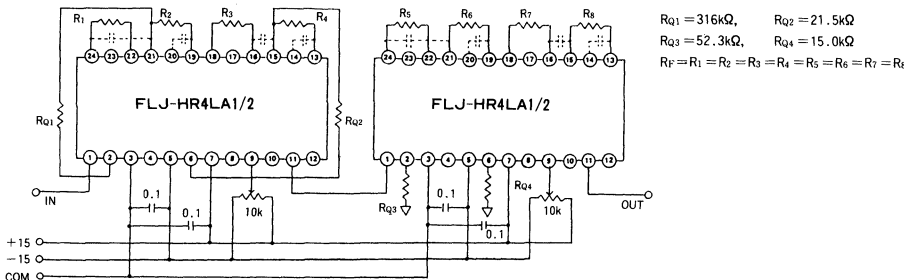 R1 R2 R3 R4
R5 R6 R7 R8
24 23 22 21 20 19 18 17 16 15 14 13
24 23 22 21 20 19 18 17 16 15 14 13
RQ1 FLJ-HR4LA1/2 RQ2
FLJ-HR4LA1/2
1 2 3 4 5 6 7 8 9 10 11 12
1 2 3 4 5 6 7 8 9 10 11 12
IN 0.1 0.1 10k
RQ3 0.1 RQ4 0.1 10k OUT
+15
-15
COM
RQ1=316kΩ, RQ2=21.5kΩ
RQ3=52.3kΩ, RQ4=15.0kΩ
RF=R1=R2=R3=R4=R5=R6=R7=R8